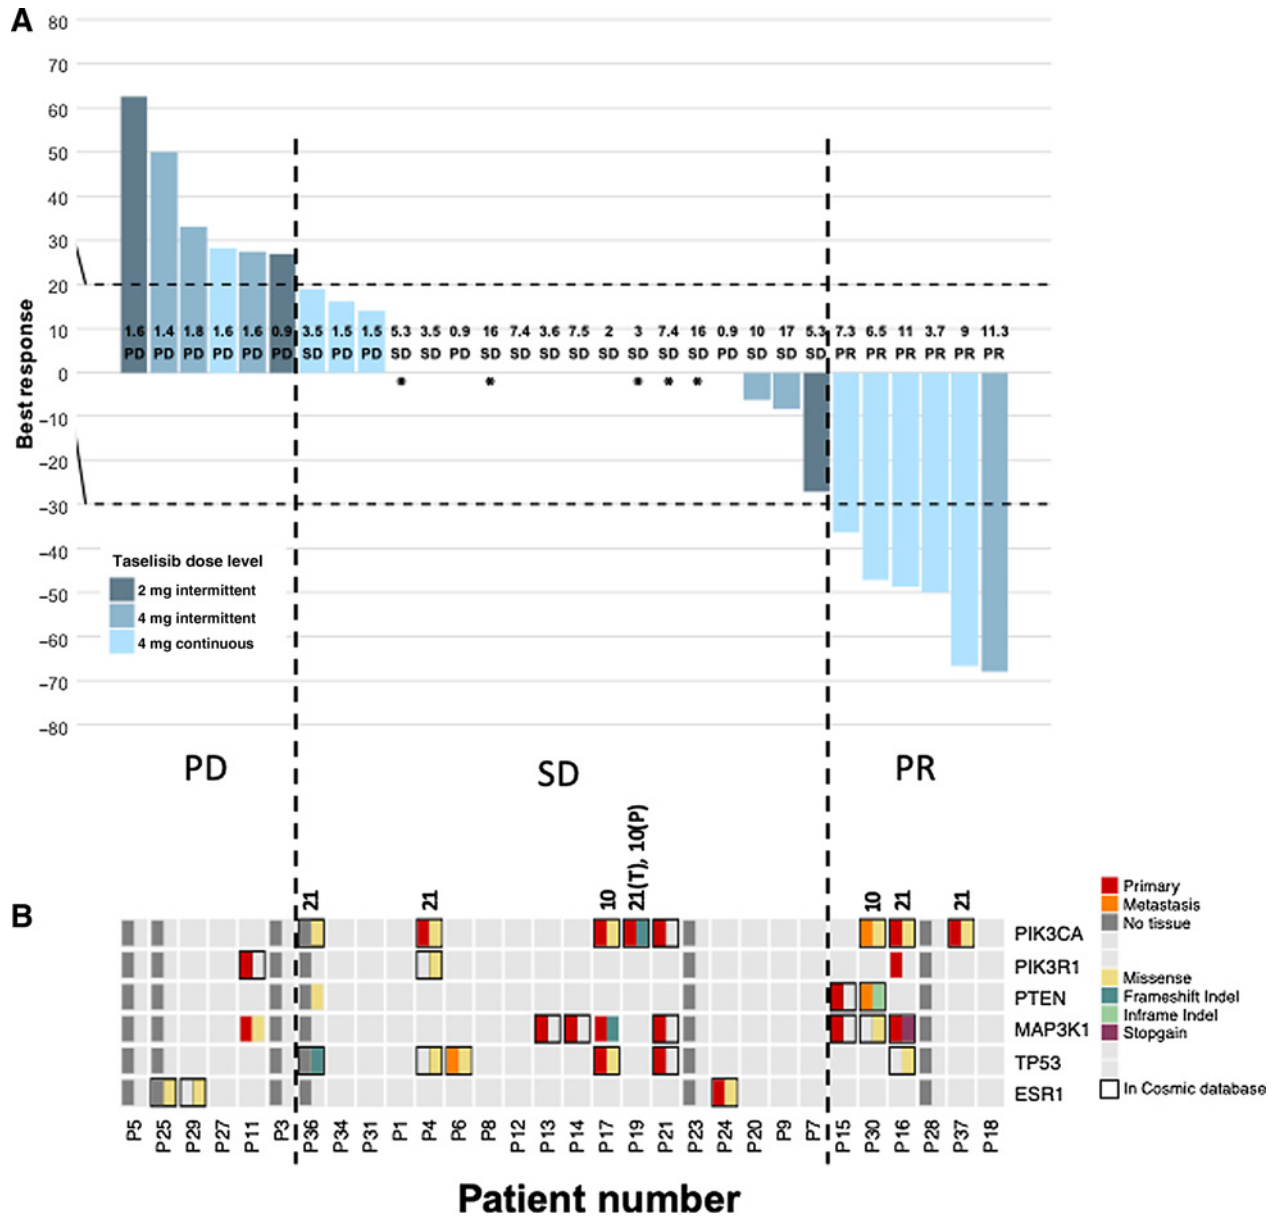 A
80
70
60
50
40
30
20
10
0
−10
−20
−30
−40
−50
−60
−70
−80
Best response
1.6 1.4 1.8 1.6 1.6 0.9 3.5 1.5 1.5 5.3 3.5 0.9 16 7.4 3.6 7.5 2 3 7.4 16 0.9 10 17 5.3 7.3 6.5 11 3.7 9 11.3
PD PD PD PD PD PD SD PD PD SD SD PD SD SD SD SD SD SD SD SD PD SD SD SD PR PR PR PR PR PR
* * * * *
Taselisib dose level
2 mg intermittent
4 mg intermittent
4 mg continuous
PD SD PR
B
21 21 10 21(T), 10(P) 10 21 21
PIK3CA
PIK3R1
PTEN
MAP3K1
TP53
ESR1
Primary
Metastasis
No tissue
Missense
Frameshift Indel
Inframe Indel
Stopgain
In Cosmic database
P5 P25 P29 P27 P11 P3 P36 P34 P31 P1 P4 P6 P8 P12 P13 P14 P17 P19 P21 P23 P24 P20 P9 P7 P15 P30 P16 P28 P37 P18
Patient number